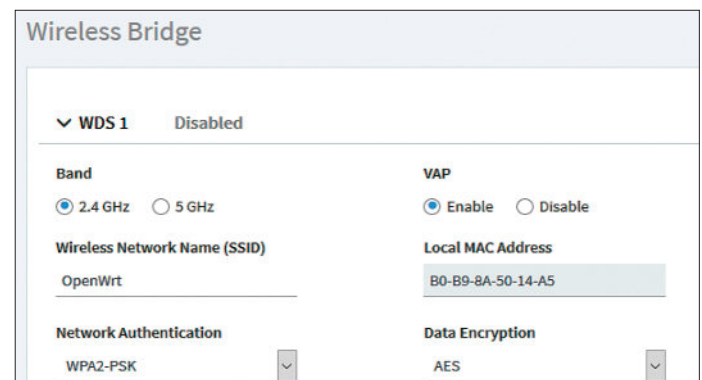 Wireless Bridge
WDS 1 Disabled
Band VAP
2.4 GHz 5 GHz Enable Disable
Wireless Network Name (SSID) Local MAC Address
OpenWrt B0-B9-8A-50-14-A5
Network Authentication Data Encryption
WPA2-PSK AES